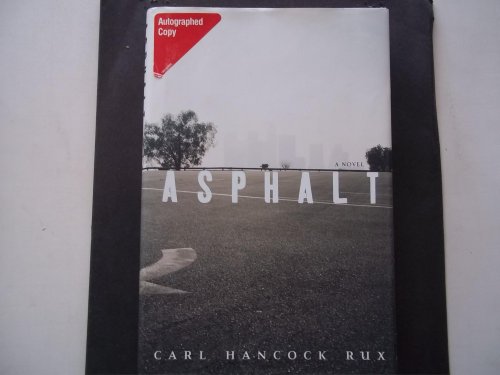 Autographed
Copy
A NOVEL
ASPHALT
CARL HANCOCK RUX